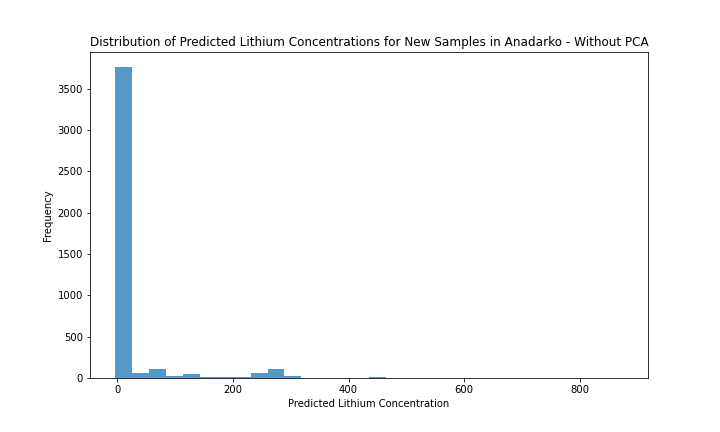 Distribution of Predicted Lithium Concentrations for New Samples in Anadarko - Without PCA
3500
3000
2500
2000
1500
1000
500
0
Frequency
0 200 400 600 800
Predicted Lithium Concentration